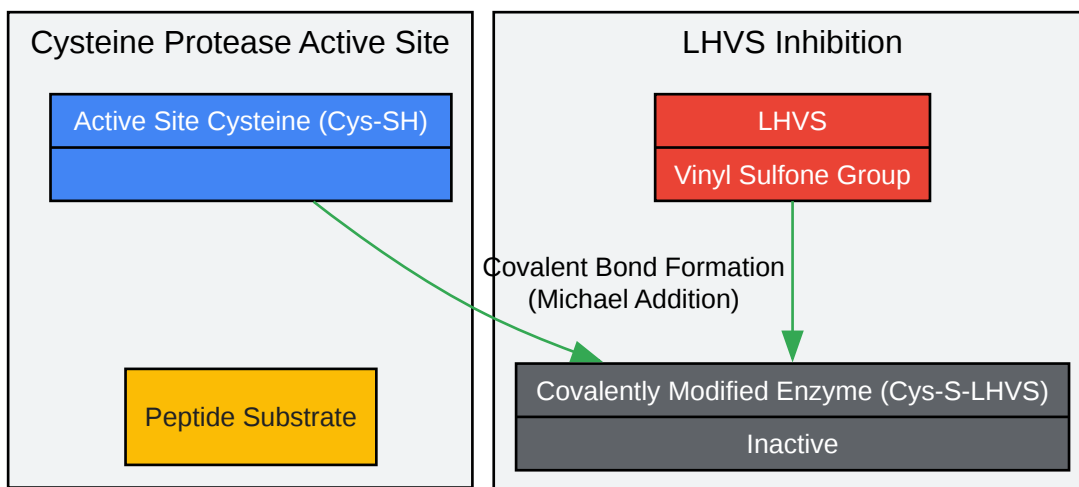 Cysteine Protease Active Site
Active Site Cysteine (Cys-SH)
Peptide Substrate
LHVS Inhibition
LHVS
Vinyl Sulfone Group
Covalent Bond Formation
(Michael Addition)
Covalently Modified Enzyme (Cys-S-LHVS)
Inactive